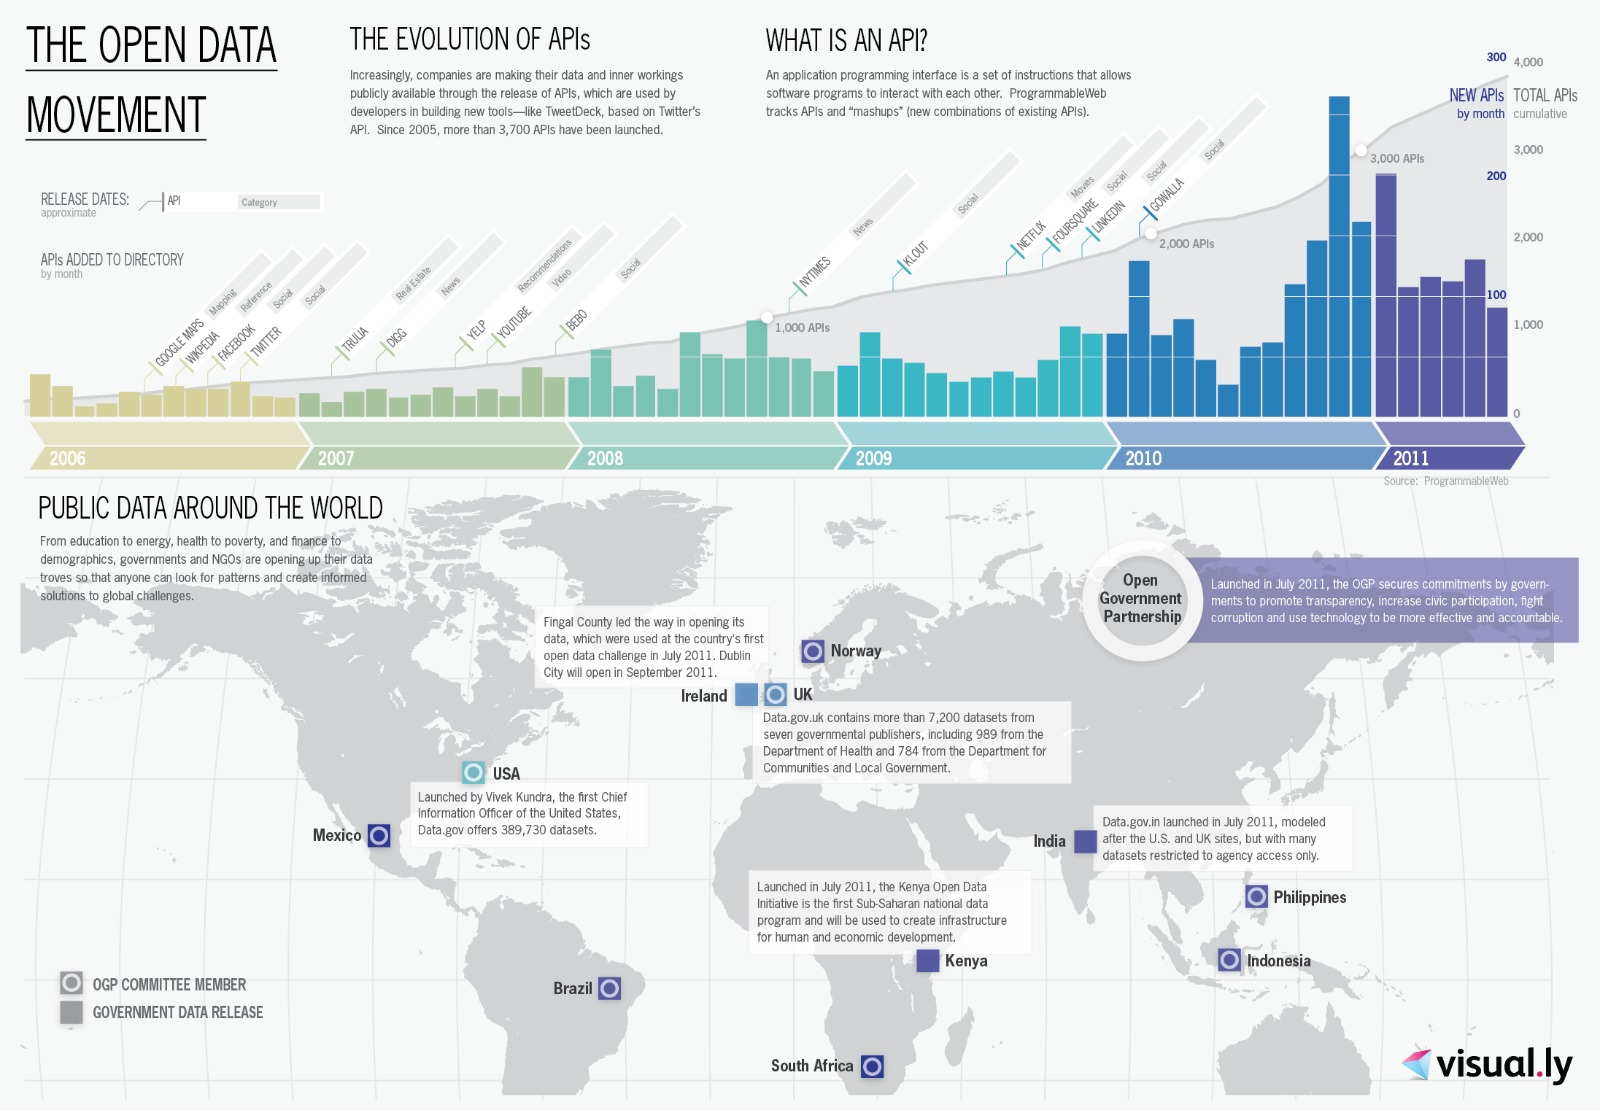 THE OPEN DATA
MOVEMENT
THE EVOLUTION OF APIs
Increasingly, companies are making their data and inner workings
publicly available through the release of APIs, which are used by
developers in building new tools—like TweetDeck, based on Twitter's
API. Since 2005, more than 3,700 APIs have been launched.
WHAT IS AN API?
An application programming interface is a set of instructions that allows
software programs to interact with each other. ProgrammableWeb
tracks APIs and “mashups” (new combinations of existing APIs).
300
4,000
NEW APIs
by month
TOTAL APIs
cumulative
3,000
200
2,000
100
1,000
0
RELEASE DATES:
approximate
API
Category
APIs ADDED TO DIRECTORY
by month
GOOGLE MAPS Mapping
WIKPEDIA Reference
FACEBOOK Social
TWITTER Social
TRULIA Real Estate
DIGG News
YELP Recommendations
YOUTUBE Video
BEBO Social
NYTIMES News
KLOUT Social
NETFLIX Movies
FOURSQUARE Social
LINKEDIN Social
GOWALLA Social
1,000 APIs
2,000 APIs
3,000 APIs
2006
2007
2008
2009
2010
2011
Source: ProgrammableWeb
PUBLIC DATA AROUND THE WORLD
From education to energy, health to poverty, and finance to
demographics, governments and NGOs are opening up their data
troves so that anyone can look for patterns and create informed
solutions to global challenges.
Open
Government
Partnership
Launched in July 2011, the OGP secures commitments by govern-
ments to promote transparency, increase civic participation, fight
corruption and use technology to be more effective and accountable.
Fingal County led the way in opening its
data, which were used at the country's first
open data challenge in July 2011. Dublin
City will open in September 2011.
Norway
Ireland
UK
Data.gov.uk contains more than 7,200 datasets from
seven governmental publishers, including 989 from the
Department of Health and 784 from the Department for
Communities and Local Government.
USA
Launched by Vivek Kundra, the first Chief
Information Officer of the United States,
Data.gov offers 389,730 datasets.
Mexico
India
Data.gov.in launched in July 2011, modeled
after the U.S. and UK sites, but with many
datasets restricted to agency access only.
Launched in July 2011, the Kenya Open Data
Initiative is the first Sub-Saharan national data
program and will be used to create infrastructure
for human and economic development.
Kenya
Philippines
Indonesia
Brazil
South Africa
OGP COMMITTEE MEMBER
GOVERNMENT DATA RELEASE
visual.ly